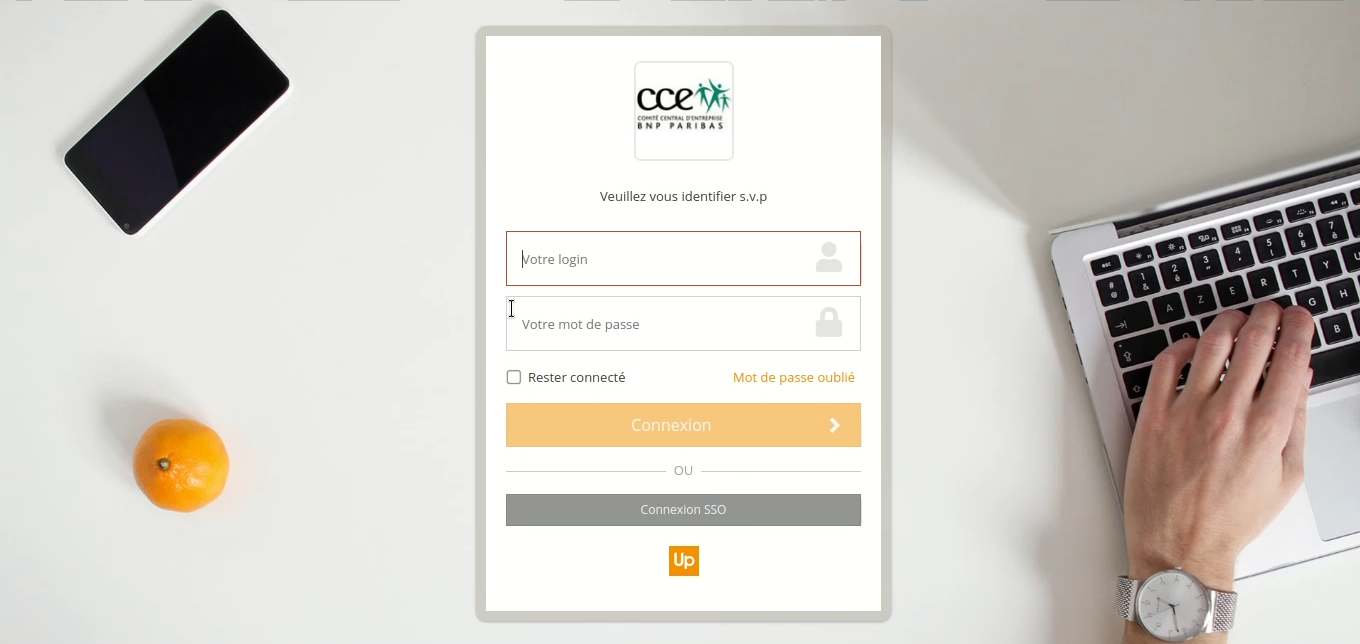 cce
COMITÉ CENTRAL D'ENTREPRISE
BNP PARIBAS
Veuillez vous identifier s.v.p
Votre login
Votre mot de passe
Rester connecté Mot de passe oublié
Connexion
OU
Connexion SSO
Up